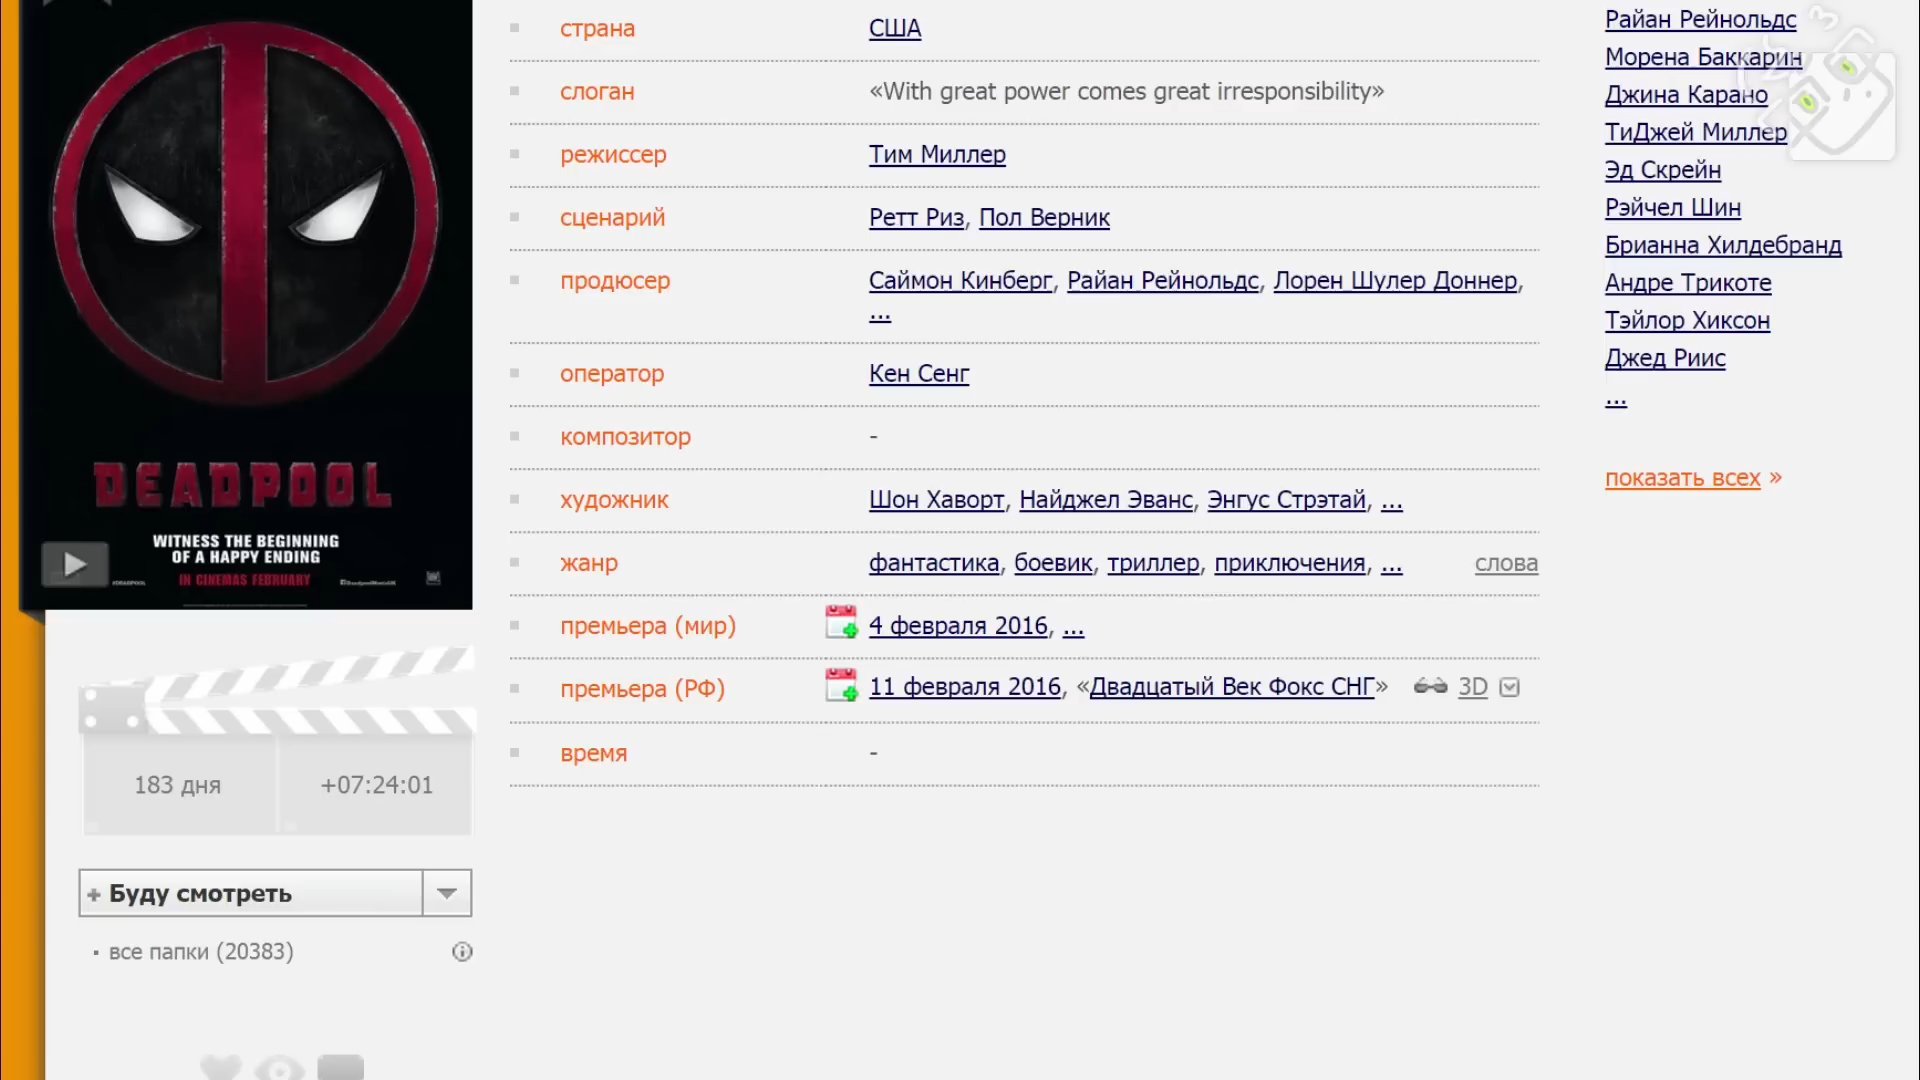 DEADPOOL
WITNESS THE BEGINNING
OF A HAPPY ENDING
IN CINEMAS FEBRUARY
183 дня
+07:24:01
+ Буду смотреть
все папки (20383)
страна США
слоган «With great power comes great irresponsibility»
режиссер Тим Миллер
сценарий Ретт Риз, Пол Верник
продюсер Саймон Кинберг, Райан Рейнольдс, Лорен Шулер Доннер,
...
оператор Кен Сенг
композитор -
художник Шон Хаворт, Найджел Эванс, Энгус Стрэтай, ...
жанр фантастика, боевик, триллер, приключения, ... слова
премьера (мир) 4 февраля 2016, ...
премьера (РФ) 11 февраля 2016, «Двадцатый Век Фокс СНГ» 3D
время -
Райан Рейнольдс
Морена Баккарин
Джина Карано
ТиДжей Миллер
Эд Скрейн
Рэйчел Шин
Брианна Хилдебранд
Андре Трикоте
Тэйлор Хиксон
Джед Риис
...
показать всех »